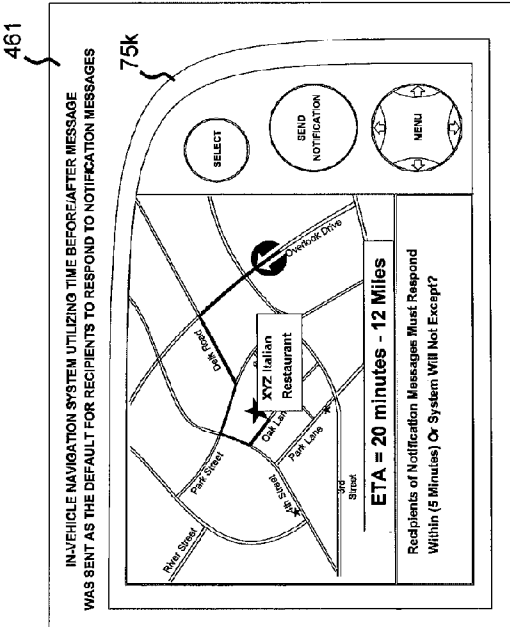 461
IN-VEHICLE NAVIGATION SYSTEM UTILIZING TIME BEFORE/AFTER MESSAGE
WAS SENT AS THE DEFAULT FOR RECIPIENTS TO RESPOND TO NOTIFICATION MESSAGES
75k
River Street
Park Street
Delk Road
Overlook Drive
XYZ Italian
Restaurant
Oak
Park Lane
4th Street
3rd
Street
ETA = 20 minutes - 12 Miles
Recipients of Notification Messages Must Respond
Within (5 Minutes) Or System Will Not Except?
SELECT
SEND
NOTIFICATION
MENU